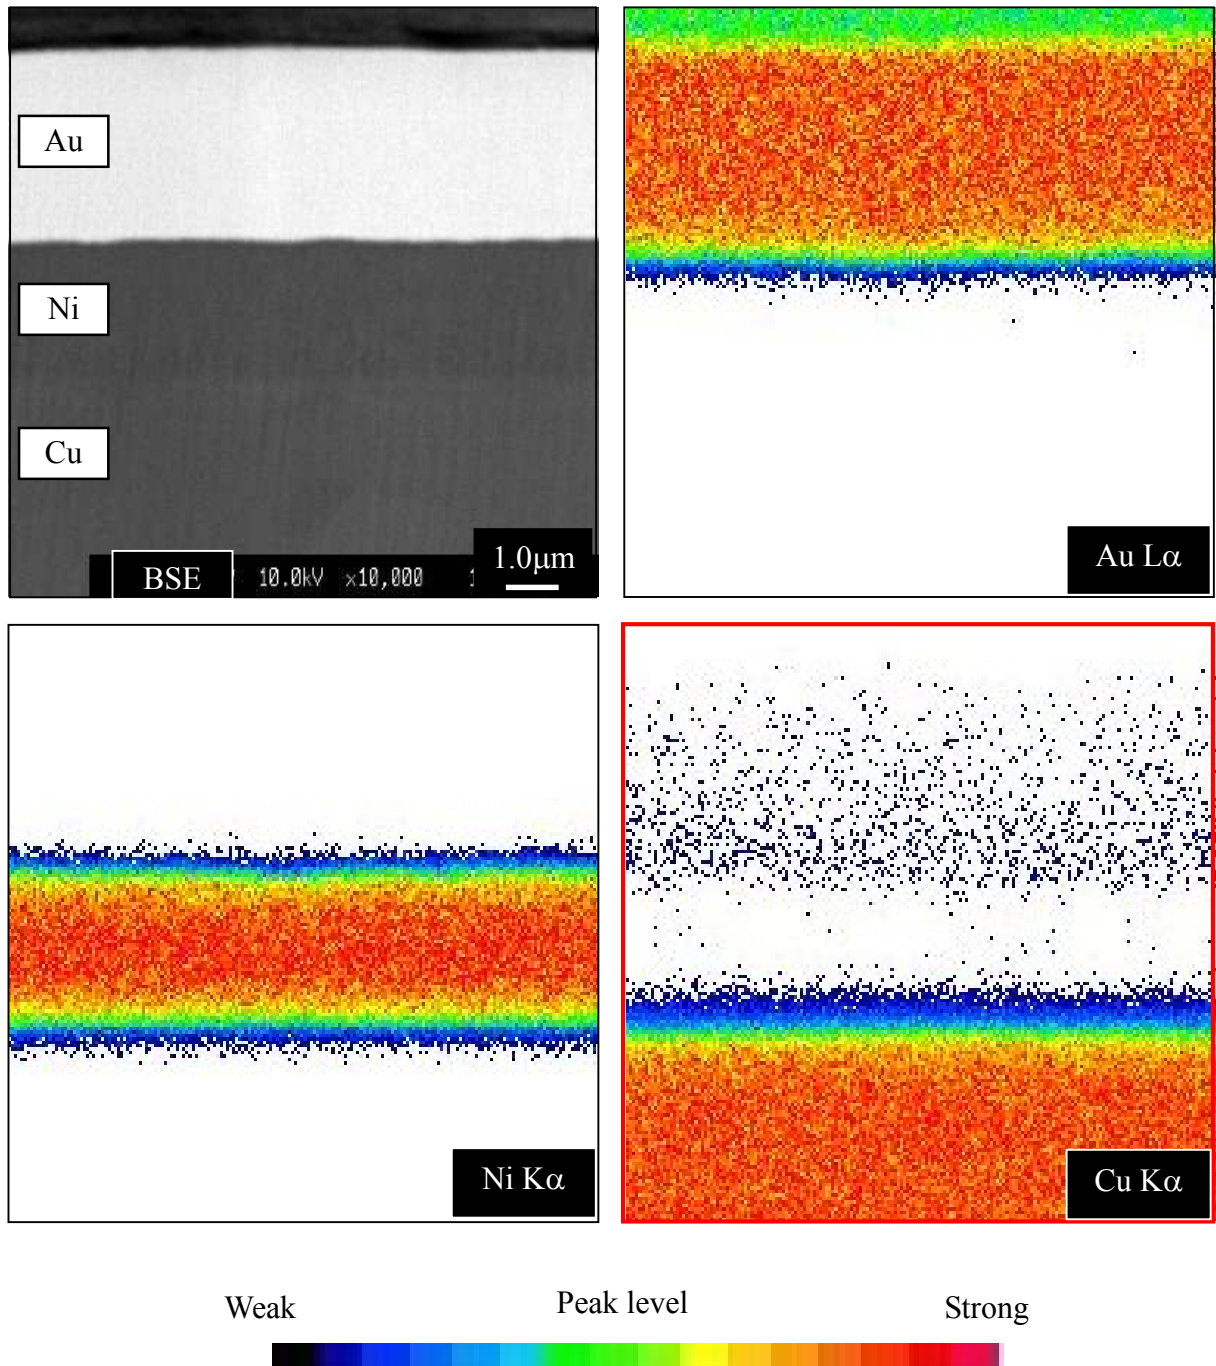 Au
Ni
Cu
1.0μm
BSE
10.0kV ×10,000
Au Lα
Ni Kα
Cu Kα
Weak
Peak level
Strong